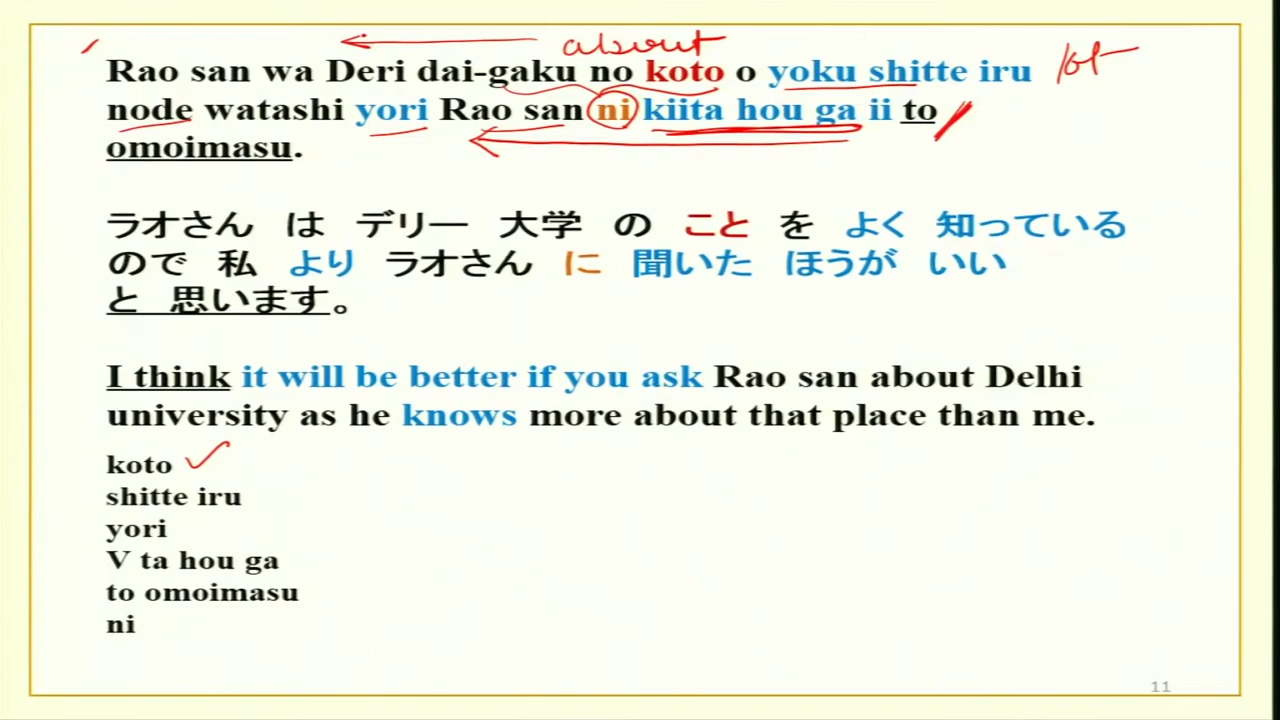 about
Rao san wa Deri dai-gaku no koto o yoku shitte iru lot
node watashi yori Rao san ni kiita hou ga ii to
omoimasu.
ラオさん は デリー 大学 の こと を よく 知っている
ので 私 より ラオさん に 聞いた ほうが いい
と 思います。
I think it will be better if you ask Rao san about Delhi
university as he knows more about that place than me.
koto
shitte iru
yori
V ta hou ga
to omoimasu
ni
11